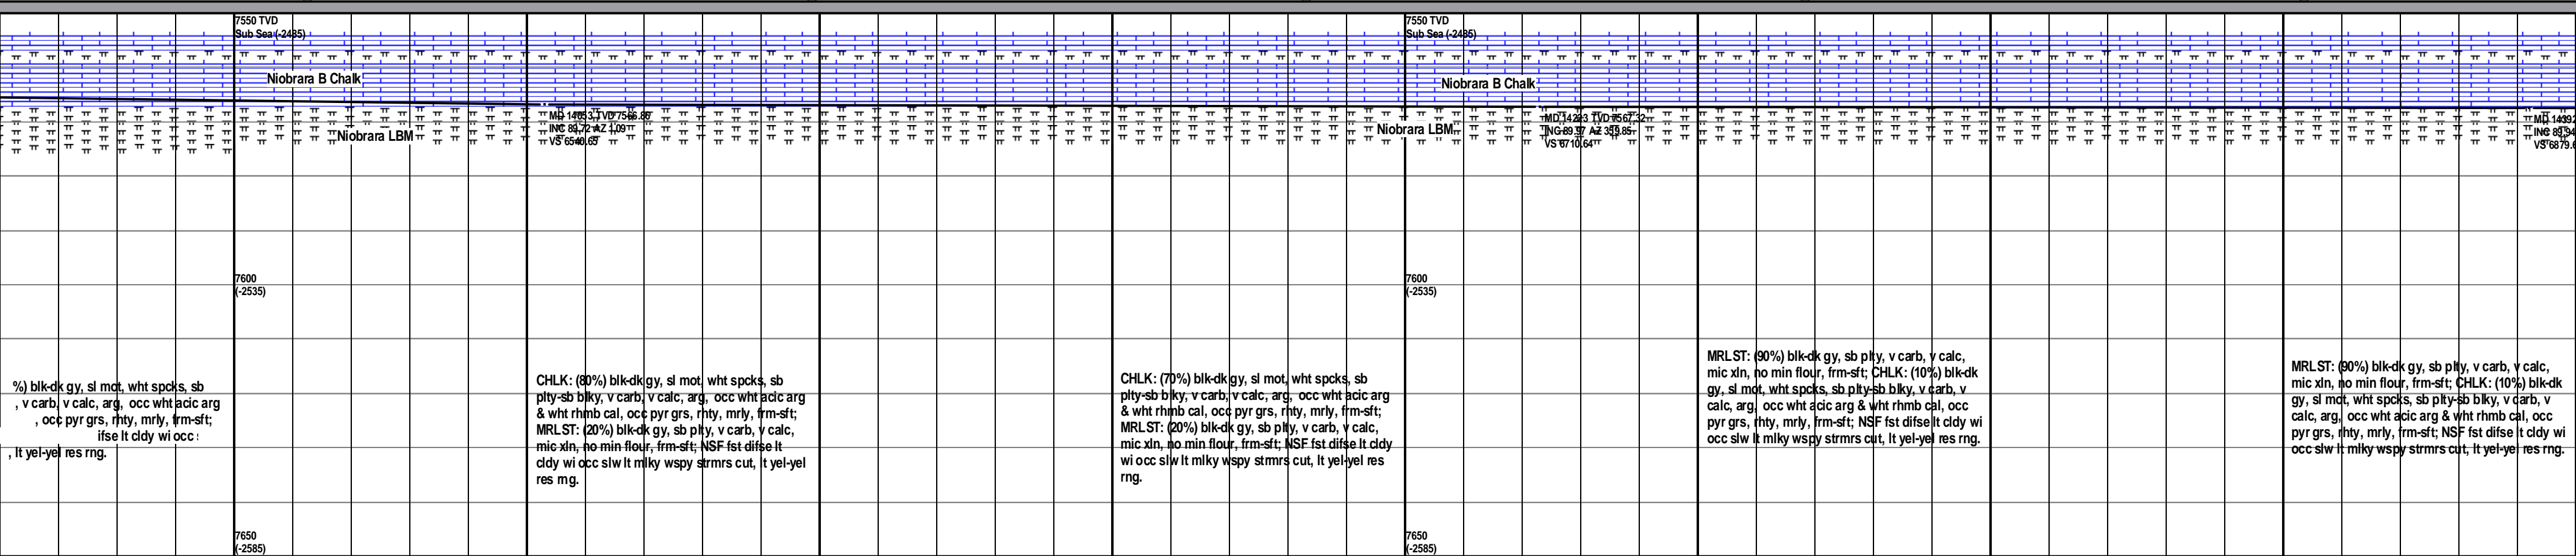 7550 TVD
Sub Sea (-2485)
Niobrara B Chalk
Niobrara LBM
MD 14053 TVD 7566.86
INC 89.72 AZ 1.09
VS 6540.65
7550 TVD
Sub Sea (-2485)
Niobrara B Chalk
Niobrara LBM
MD 14223 TVD 7567.32
INC 89.97 AZ 359.85
VS 6710.64
MD 14392
INC 89.94
VS 6879.6
7600
(-2535)
7600
(-2535)
%) blk-dk gy, sl mot, wht spcks, sb
, v carb, v calc, arg, occ wht acic arg
, occ pyr grs, rhty, mrly, frm-sft;
ifse lt cldy wi occ
, lt yel-yel res rng.
CHLK: (80%) blk-dk gy, sl mot, wht spcks, sb
plty-sb blky, v carb, v calc, arg, occ wht acic arg
& wht rhmb cal, occ pyr grs, rhty, mrly, frm-sft;
MRLST: (20%) blk-dk gy, sb plty, v carb, v calc,
mic xln, no min flour, frm-sft; NSF fst difse lt
cldy wi occ slw lt mlky wspy strmrs cut, lt yel-yel
res rng.
CHLK: (70%) blk-dk gy, sl mot, wht spcks, sb
plty-sb blky, v carb, v calc, arg, occ wht acic arg
& wht rhmb cal, occ pyr grs, rhty, mrly, frm-sft;
MRLST: (20%) blk-dk gy, sb plty, v carb, v calc,
mic xln, no min flour, frm-sft; NSF fst difse lt cldy
wi occ slw lt mlky wspy strmrs cut, lt yel-yel res
rng.
MRLST: (90%) blk-dk gy, sb plty, v carb, v calc,
mic xln, no min flour, frm-sft; CHLK: (10%) blk-dk
gy, sl mot, wht spcks, sb plty-sb blky, v carb, v
calc, arg, occ wht acic arg & wht rhmb cal, occ
pyr grs, rhty, mrly, frm-sft; NSF fst difse lt cldy wi
occ slw lt mlky wspy strmrs cut, lt yel-yel res rng.
MRLST: (90%) blk-dk gy, sb plty, v carb, v calc,
mic xln, no min flour, frm-sft; CHLK: (10%) blk-dk
gy, sl mot, wht spcks, sb plty-sb blky, v carb, v
calc, arg, occ wht acic arg & wht rhmb cal, occ
pyr grs, rhty, mrly, frm-sft; NSF fst difse lt cldy wi
occ slw lt mlky wspy strmrs cut, lt yel-yel res rng.
7650
(-2585)
7650
(-2585)